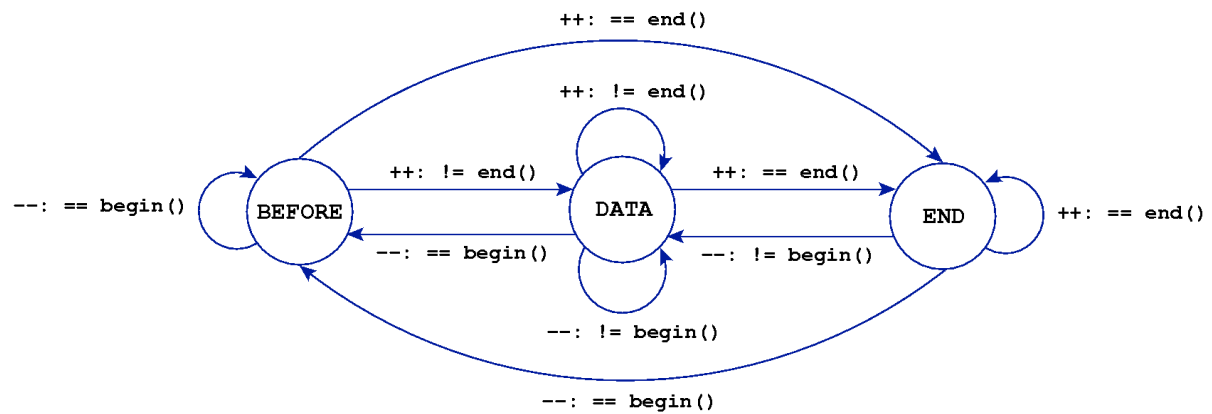 ++: == end()
++: != end()
++: != end()
++: == end()
--: == begin()
BEFORE
DATA
END
++: == end()
--: == begin()
--: != begin()
--: != begin()
--: == begin()